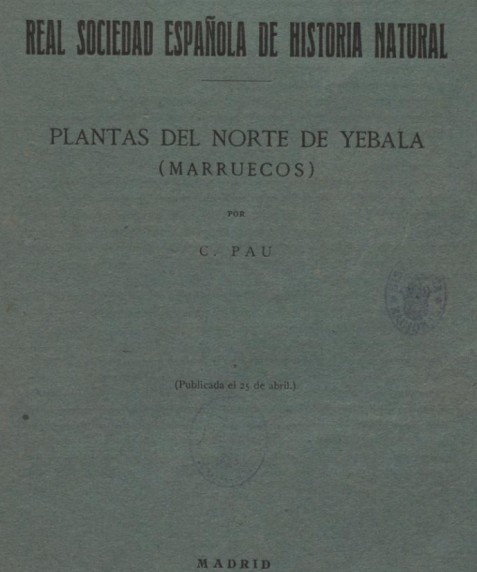 REAL SOCIEDAD ESPAÑOLA DE HISTORIA NATURAL
PLANTAS DEL NORTE DE YEBALA
(MARRUECOS)
POR
C. PAU
(Publicada el 25 de abril.)
MADRID